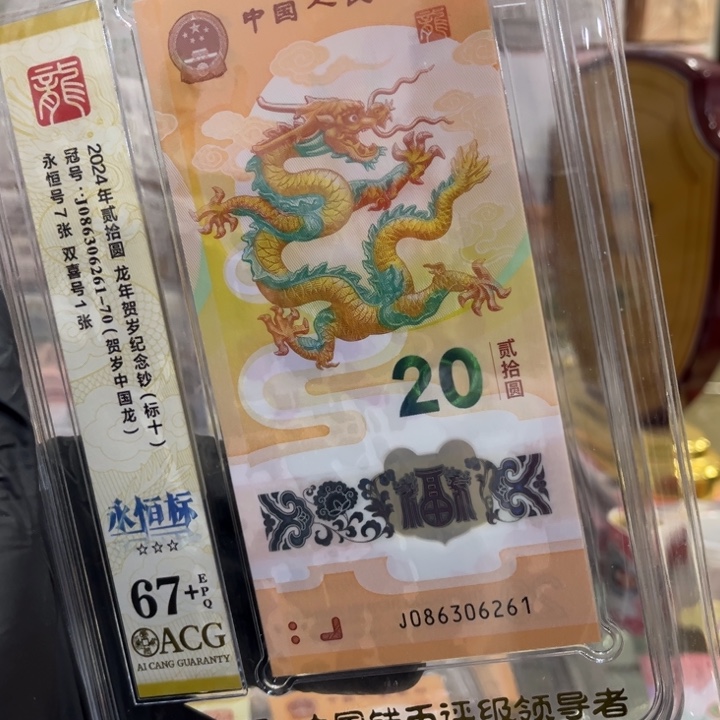 龍
2024年贰拾圆 龙年贺岁纪念钞(标十)
冠号:J086306261-70(贺岁中国龙)
永恒号7张 双喜号1张
永恒标
☆☆☆
67+ EPQ
ACG
AI CANG GUARANTY
中国人民
龍
20
贰拾圆
福
J086306261
中国钱币评级领导者